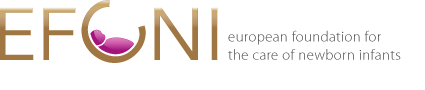 EFCNI
european foundation for
the care of newborn infants